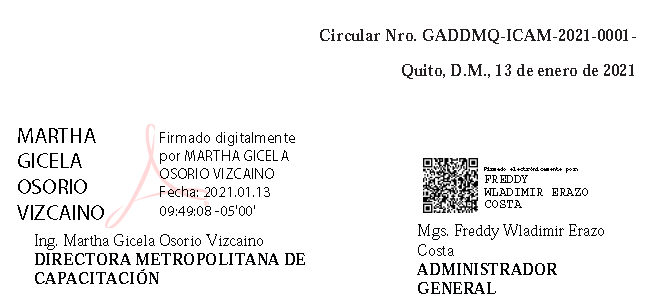 Circular Nro. GADDMQ-ICAM-2021-0001-
Quito, D.M., 13 de enero de 2021
MARTHA
GICELA
OSORIO
VIZCAINO
Firmado digitalmente
por MARTHA GICELA
OSORIO VIZCAINO
Fecha: 2021.01.13
09:49:08 -05'00'
Ing. Martha Gicela Osorio Vizcaino
DIRECTORA METROPOLITANA DE
CAPACITACIÓN
Firmado electrónicamente por:
FREDDY
WLADIMIR ERAZO
COSTA
Mgs. Freddy Wladimir Erazo
Costa
ADMINISTRADOR
GENERAL